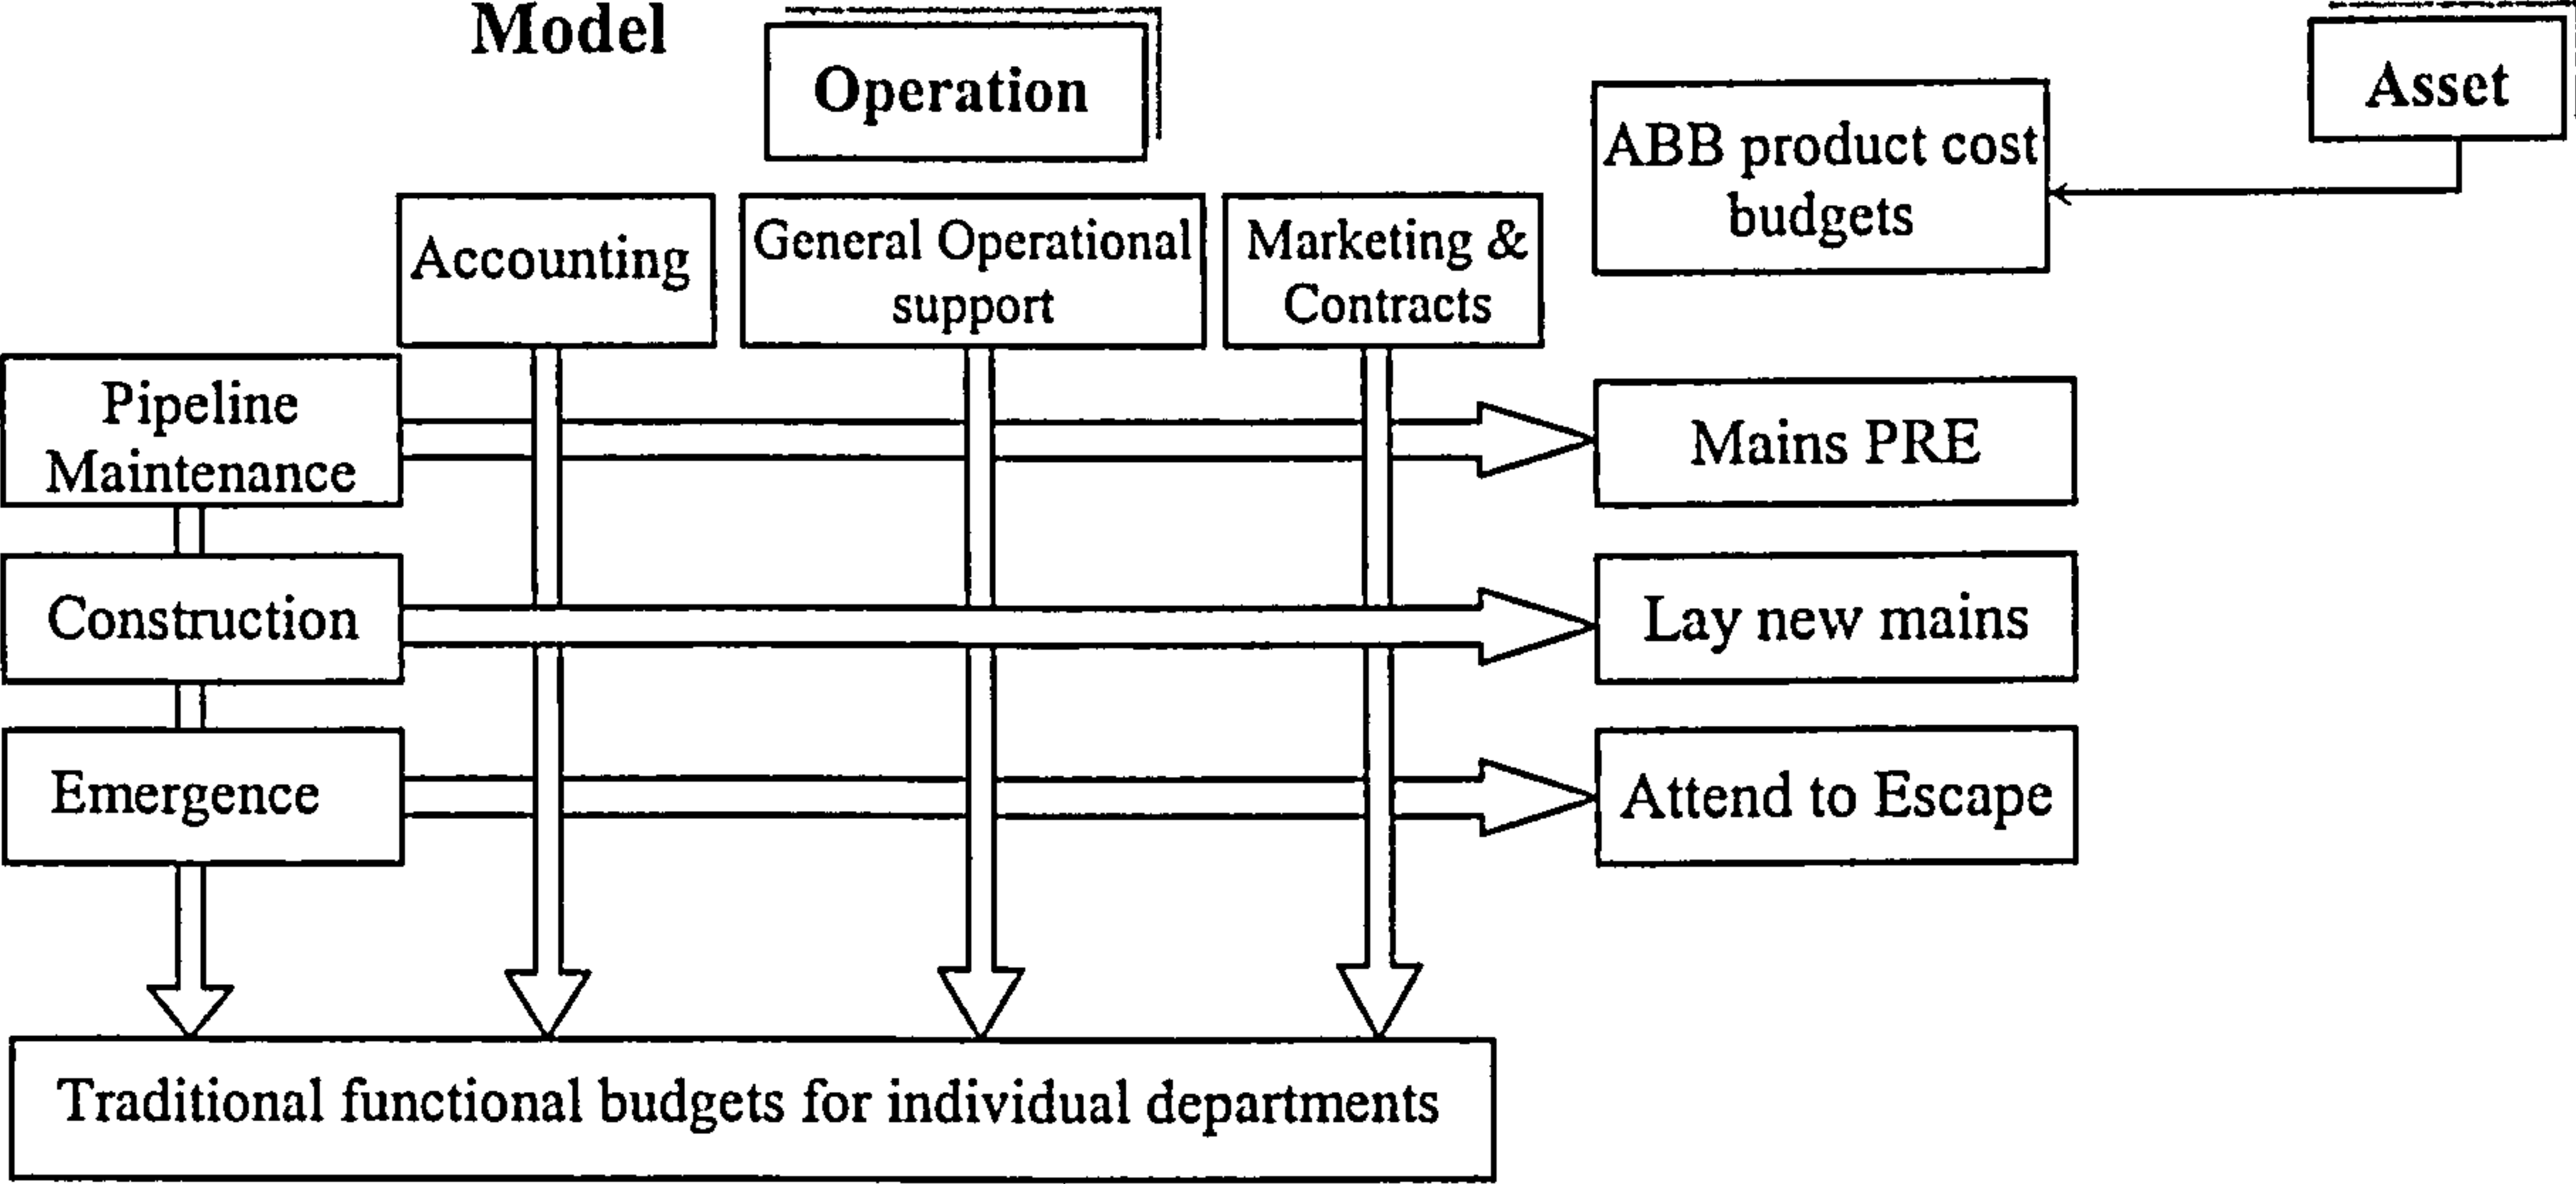 Model
Operation
Asset
ABB product cost
budgets
Accounting
General Operational
support
Marketing &
Contracts
Pipeline
Maintenance
Mains PRE
Construction
Lay new mains
Emergence
Attend to Escape
Traditional functional budgets for individual departments